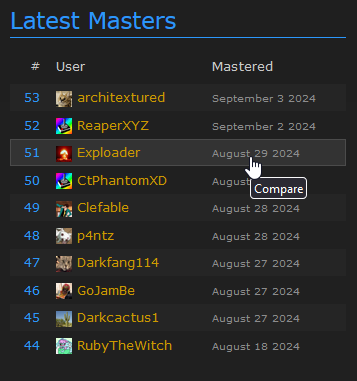 Latest Masters
# User Mastered
53 architextured September 3 2024
52 ReaperXYZ September 2 2024
51 Exploader August 29 2024
50 CtPhantomXD August
Compare
49 Clefable August 28 2024
48 p4ntz August 28 2024
47 Darkfang114 August 27 2024
46 GoJamBe August 27 2024
45 Darkcactus1 August 27 2024
44 RubyTheWitch August 18 2024